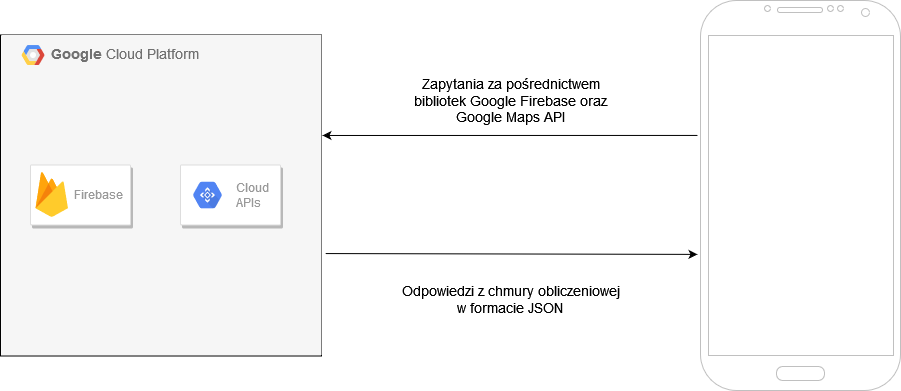 Google Cloud Platform
Zapytania za pośrednictwem
bibliotek Google Firebase oraz
Google Maps API
Firebase
Cloud
APIs
Odpowiedzi z chmury obliczeniowej
w formacie JSON